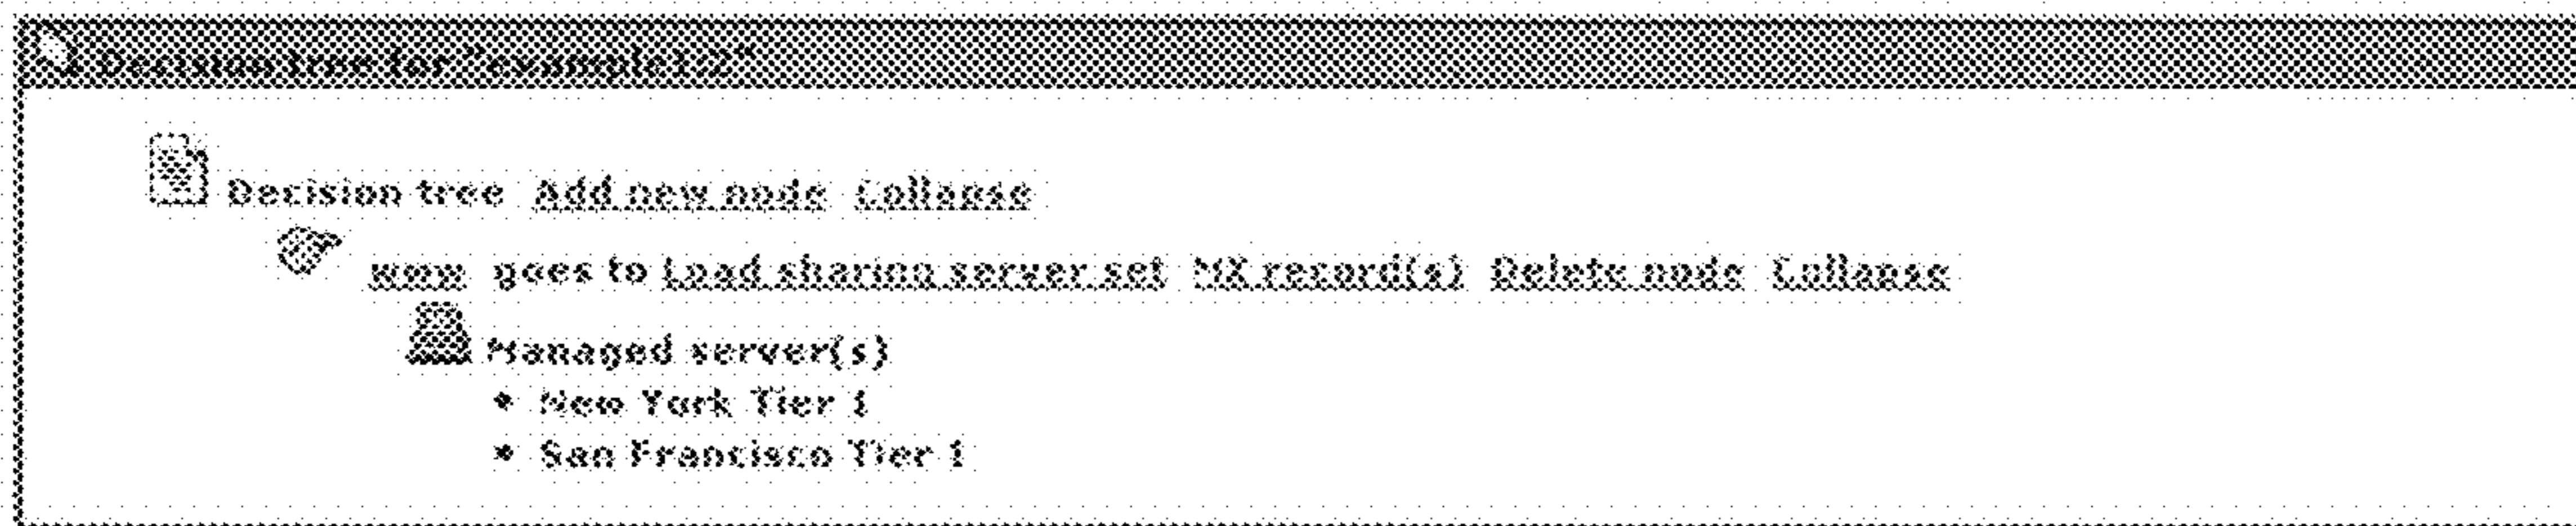 Decision tree for "example1:2"
Decision tree Add new node Collapse
www goes to Load sharing server set MX record(s) Delete node Collapse
Managed server(s)
• New York Tier 1
• San Francisco Tier 1